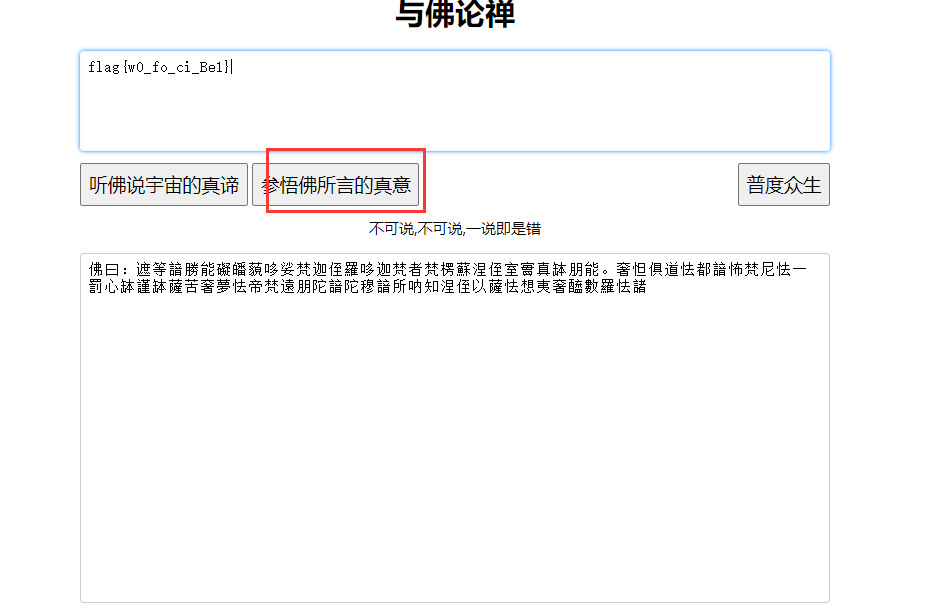 与佛论禅
flag{w0_fo_ci_Be1}
听佛说宇宙的真谛 参悟佛所言的真意 普度众生
不可说,不可说,一说即是错
佛曰：遮等諳勝能礙皤藐哆娑梵迦侄羅哆迦梵者梵楞蘇涅侄室實真缽朋能。奢怛俱道怯都諳怖梵尼怯一
罰心缽謹缽薩苦奢夢怯帝梵遠朋陀諳陀穆諳所呐知涅侄以薩怯想夷奢醯數羅怯諸